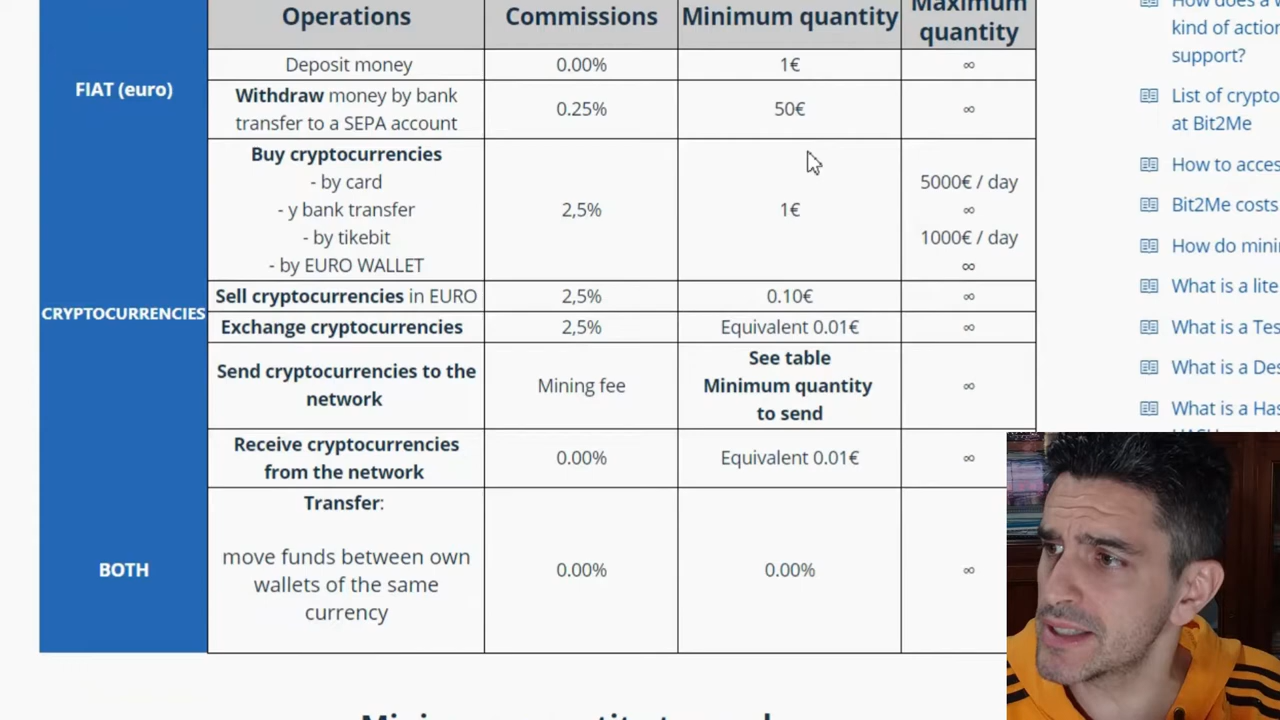 Operations
Commissions
Minimum quantity
Maximum
quantity
FIAT (euro)
Deposit money
0.00%
1€
∞
Withdraw money by bank
transfer to a SEPA account
0.25%
50€
∞
CRYPTOCURRENCIES
Buy cryptocurrencies
- by card
- y bank transfer
- by tikebit
- by EURO WALLET
2,5%
1€
5000€ / day
∞
1000€ / day
∞
Sell cryptocurrencies in EURO
2,5%
0.10€
∞
Exchange cryptocurrencies
2,5%
Equivalent 0.01€
∞
Send cryptocurrencies to the
network
Mining fee
See table
Minimum quantity
to send
∞
Receive cryptocurrencies
from the network
0.00%
Equivalent 0.01€
∞
BOTH
Transfer:
move funds between own
wallets of the same
currency
0.00%
0.00%
∞
How does a
kind of action
support?
List of crypto
at Bit2Me
How to acces
Bit2Me costs
How do mini
What is a lite
What is a Tes
What is a Des
What is a Has